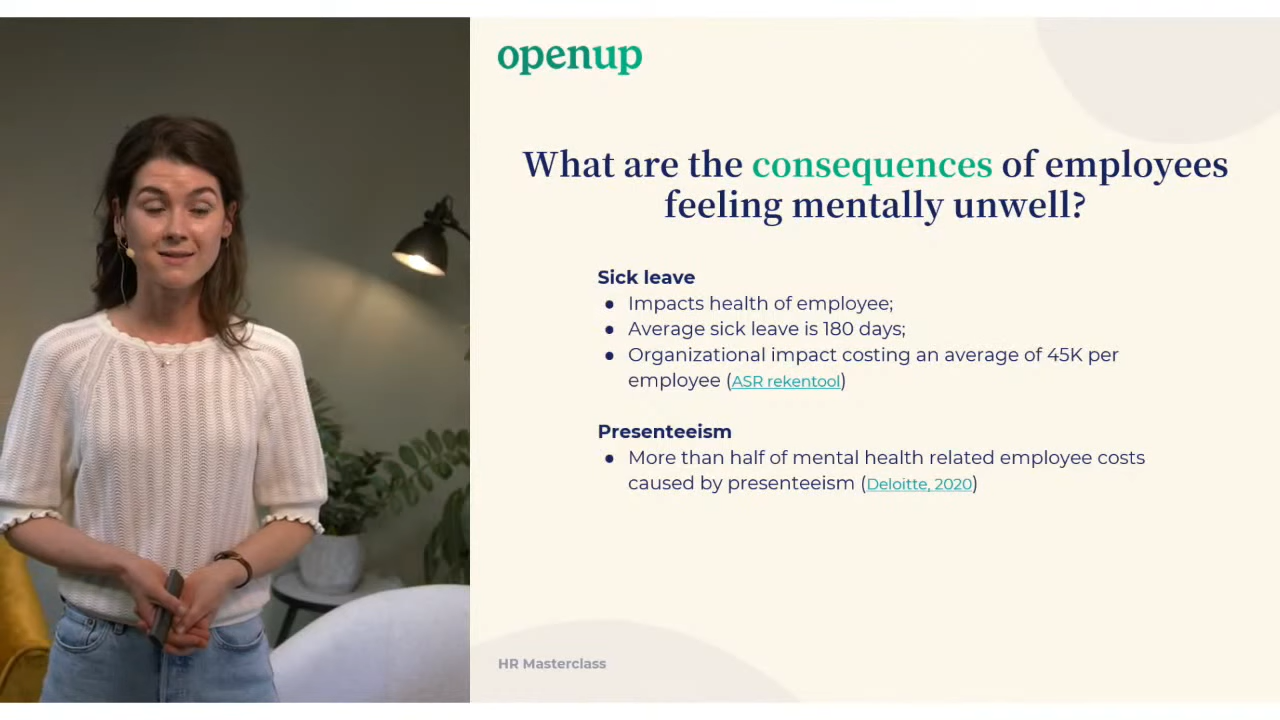 openup
What are the consequences of employees
feeling mentally unwell?
Sick leave
● Impacts health of employee;
● Average sick leave is 180 days;
● Organizational impact costing an average of 45K per
employee (ASR rekentool)
Presenteeism
● More than half of mental health related employee costs
caused by presenteeism (Deloitte, 2020)
HR Masterclass